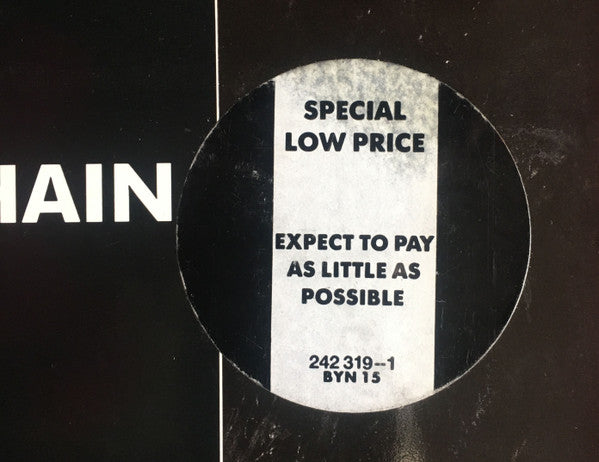 HAIN
SPECIAL
LOW PRICE
EXPECT TO PAY
AS LITTLE AS
POSSIBLE
242 319--1
BYN 15